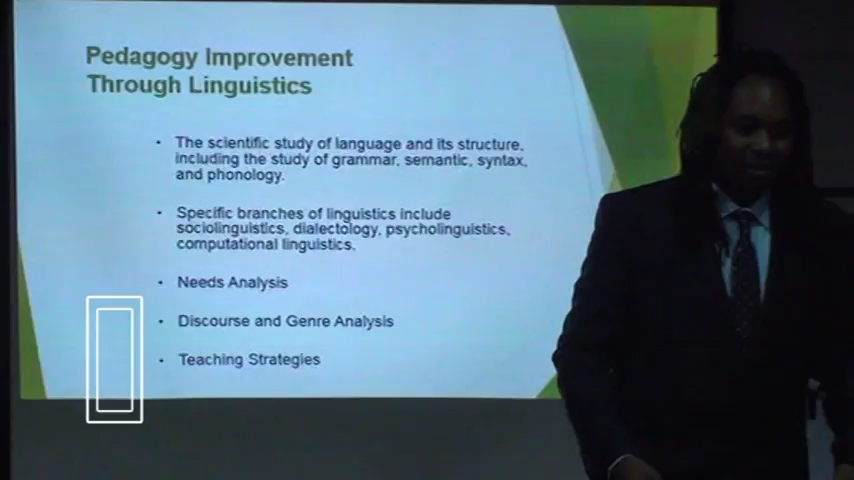 Pedagogy Improvement
Through Linguistics
• The scientific study of language and its structure,
including the study of grammar, semantic, syntax,
and phonology.
• Specific branches of linguistics include
sociolinguistics, dialectology, psycholinguistics,
computational linguistics.
• Needs Analysis
• Discourse and Genre Analysis
• Teaching Strategies